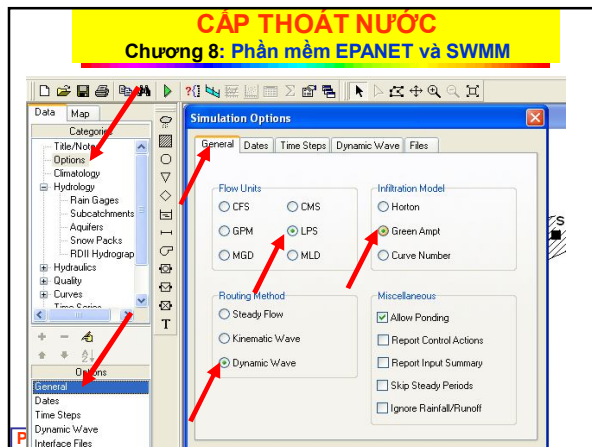 CẤP THOÁT NƯỚC
Chương 8: Phần mềm EPANET và SWMM
Data Map
Categories
Title/Notes
Options
Climatology
Hydrology
Rain Gages
Subcatchments
Aquifers
Snow Packs
RDII Hydrograp
Hydraulics
Quality
Curves
Time Series
Options
General
Dates
Time Steps
Dynamic Wave
Interface Files
T
Simulation Options
General Dates Time Steps Dynamic Wave Files
Flow Units
CFS CMS
GPM LPS
MGD MLD
Infiltration Model
Horton
Green Ampt
Curve Number
Routing Method
Steady Flow
Kinematic Wave
Dynamic Wave
Miscellaneous
Allow Ponding
Report Control Actions
Report Input Summary
Skip Steady Periods
Ignore Rainfall/Runoff
S
P